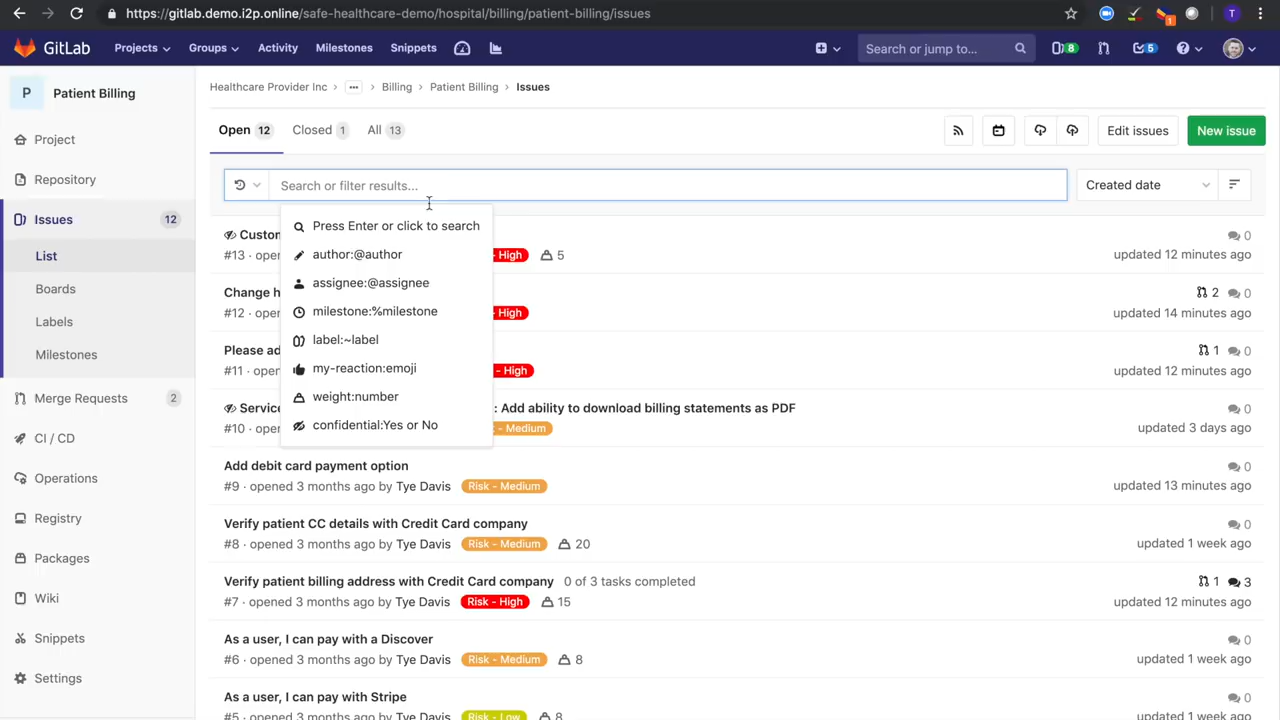 https://gitlab.demo.i2p.online/safe-healthcare-demo/hospital/billing/patient-billing/issues
1
T
GitLab
Projects
Groups
Activity
Milestones
Snippets
Search or jump to...
8
5
P
Patient Billing
Project
Repository
Issues
12
List
Boards
Labels
Milestones
Merge Requests
2
CI / CD
Operations
Registry
Packages
Wiki
Snippets
Settings
Healthcare Provider Inc › ··· › Billing › Patient Billing › Issues
Open 12
Closed 1
All 13
Edit issues
New issue
Search or filter results...
Created date
Press Enter or click to search
author:@author
assignee:@assignee
milestone:%milestone
label:~label
my-reaction:emoji
weight:number
confidential:Yes or No
Custon
0
#13 · oper
- High
5
updated 12 minutes ago
Change h
2
0
#12 · oper
- High
updated 14 minutes ago
Please ad
1
0
#11 · oper
- High
updated 12 minutes ago
Service
: Add ability to download billing statements as PDF
0
#10 · oper
- Medium
updated 3 days ago
Add debit card payment option
0
#9 · opened 3 months ago by Tye Davis
Risk - Medium
updated 13 minutes ago
Verify patient CC details with Credit Card company
0
#8 · opened 3 months ago by Tye Davis
Risk - Medium
20
updated 1 week ago
Verify patient billing address with Credit Card company
0 of 3 tasks completed
1
3
#7 · opened 3 months ago by Tye Davis
Risk - High
15
updated 12 minutes ago
As a user, I can pay with a Discover
0
#6 · opened 3 months ago by Tye Davis
Risk - Medium
8
updated 1 week ago
As a user, I can pay with Stripe
0
#5 · opened 3 months ago by Tye Davis
Risk - Low
8
updated 1 week ago